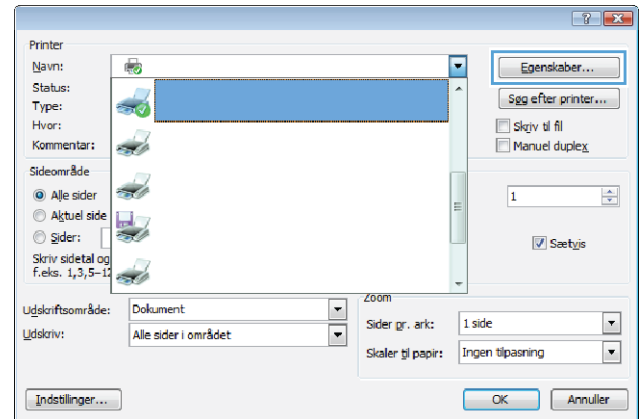 Printer
Navn:
Egenskaber...
Status:
Søg efter printer...
Type:
Hvor:
Skriv til fil
Kommentar:
Manuel duplex
Sideområde
Alle sider
1
Aktuel side
Sider:
Sætvis
Skriv sidetal og
f.eks. 1,3,5–12
Zoom
Udskriftsområde: Dokument
Sider pr. ark: 1 side
Udskriv: Alle sider i området
Skaler til papir: Ingen tilpasning
Indstillinger...
OK
Annuller